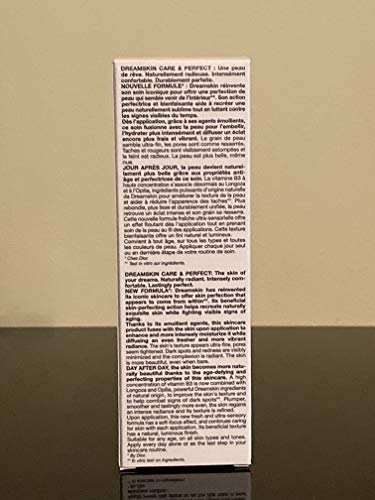 DREAMSKIN CARE & PERFECT : Une peau
de rêve. Naturellement radieuse. Intensément
confortable. Durablement parfaite.
NOUVELLE FORMULE* : Dreamskin réinvente
son soin iconique pour offrir une perfection de
peau qui semble venir de l'intérieur**. Son action
perfectrice et bienfaisante aide à recréer une peau
naturellement sublime tout en luttant contre
les signes visibles du temps.
Dès l'application, grâce à ses agents émollients,
ce soin fusionne avec la peau pour l'embellir,
l'hydrater plus intensément et diffuser un éclat
encore plus frais et vibrant. Le grain de peau
semble ultra-fin, les pores sont comme resserrés.
Taches et rougeurs sont visiblement estompées et
le teint est radieux. La peau est plus belle, même
nue.
JOUR APRÈS JOUR, la peau devient naturel-
lement plus belle grâce aux propriétés anti-
âge et perfectrices de ce soin. La vitamine B3 à
haute concentration s'associe désormais au Longoza
et à l'Opilia, ingrédients puissants d'origine naturelle
de Dreamskin pour améliorer la texture de la peau
et aider à réduire l'apparence des taches**. Plus
rebondie, plus lisse et durablement unifiée, la peau
retrouve un éclat intense et son grain se resserre.
Cette nouvelle formule fraîche ultra-sensorielle offre
un effet floutant dès l'application et continue de
prendre soin de la peau au fil des applications. Cette texture
bienfaisante offre un fini naturel et lumineux.
Convient à tout âge, sur tous les types et toutes
les couleurs de peau. Appliquer chaque jour seul
ou en dernière étape de votre routine de soin.
* Chez Dior.
** Test in vitro sur ingrédients.
DREAMSKIN CARE & PERFECT: The skin of
your dreams. Naturally radiant. Intensely com-
fortable. Lastingly perfect.
NEW FORMULA*: Dreamskin has reinvented
its iconic skincare to offer skin perfection that
appears to come from within**. Its beneficial
skin-perfecting action helps recreate naturally
exquisite skin while fighting visible signs of
aging.
Thanks to its emollient agents, this skincare
product fuses with the skin upon application to
enhance and more intensely moisturize it while
diffusing an even fresher and more vibrant
radiance. The skin's texture appears ultra-fine, pores
seem tightened. Dark spots and redness are visibly
minimized and the complexion is radiant. The skin
is more beautiful, even when bare.
DAY AFTER DAY, the skin becomes more natu-
rally beautiful thanks to the age-defying and
perfecting properties of this skincare. A high
concentration of vitamin B3 is now combined with
Longoza and Opilia, powerful Dreamskin ingredients
of natural origin, to improve the skin's texture and
to help combat signs of dark spots**. Plumper,
smoother and lastingly more even, the skin regains
an intense radiance and its texture is refined.
Upon application, this new fresh and ultra-sensory
formula has a soft-focus effect, and continues caring
for skin with each application. Its beneficial texture
has a natural, luminous finish.
Suitable for any age, on all skin types and tones.
Apply every day alone or as the last step in your
skincare routine.
* By Dior.
** In vitro test on ingredients.